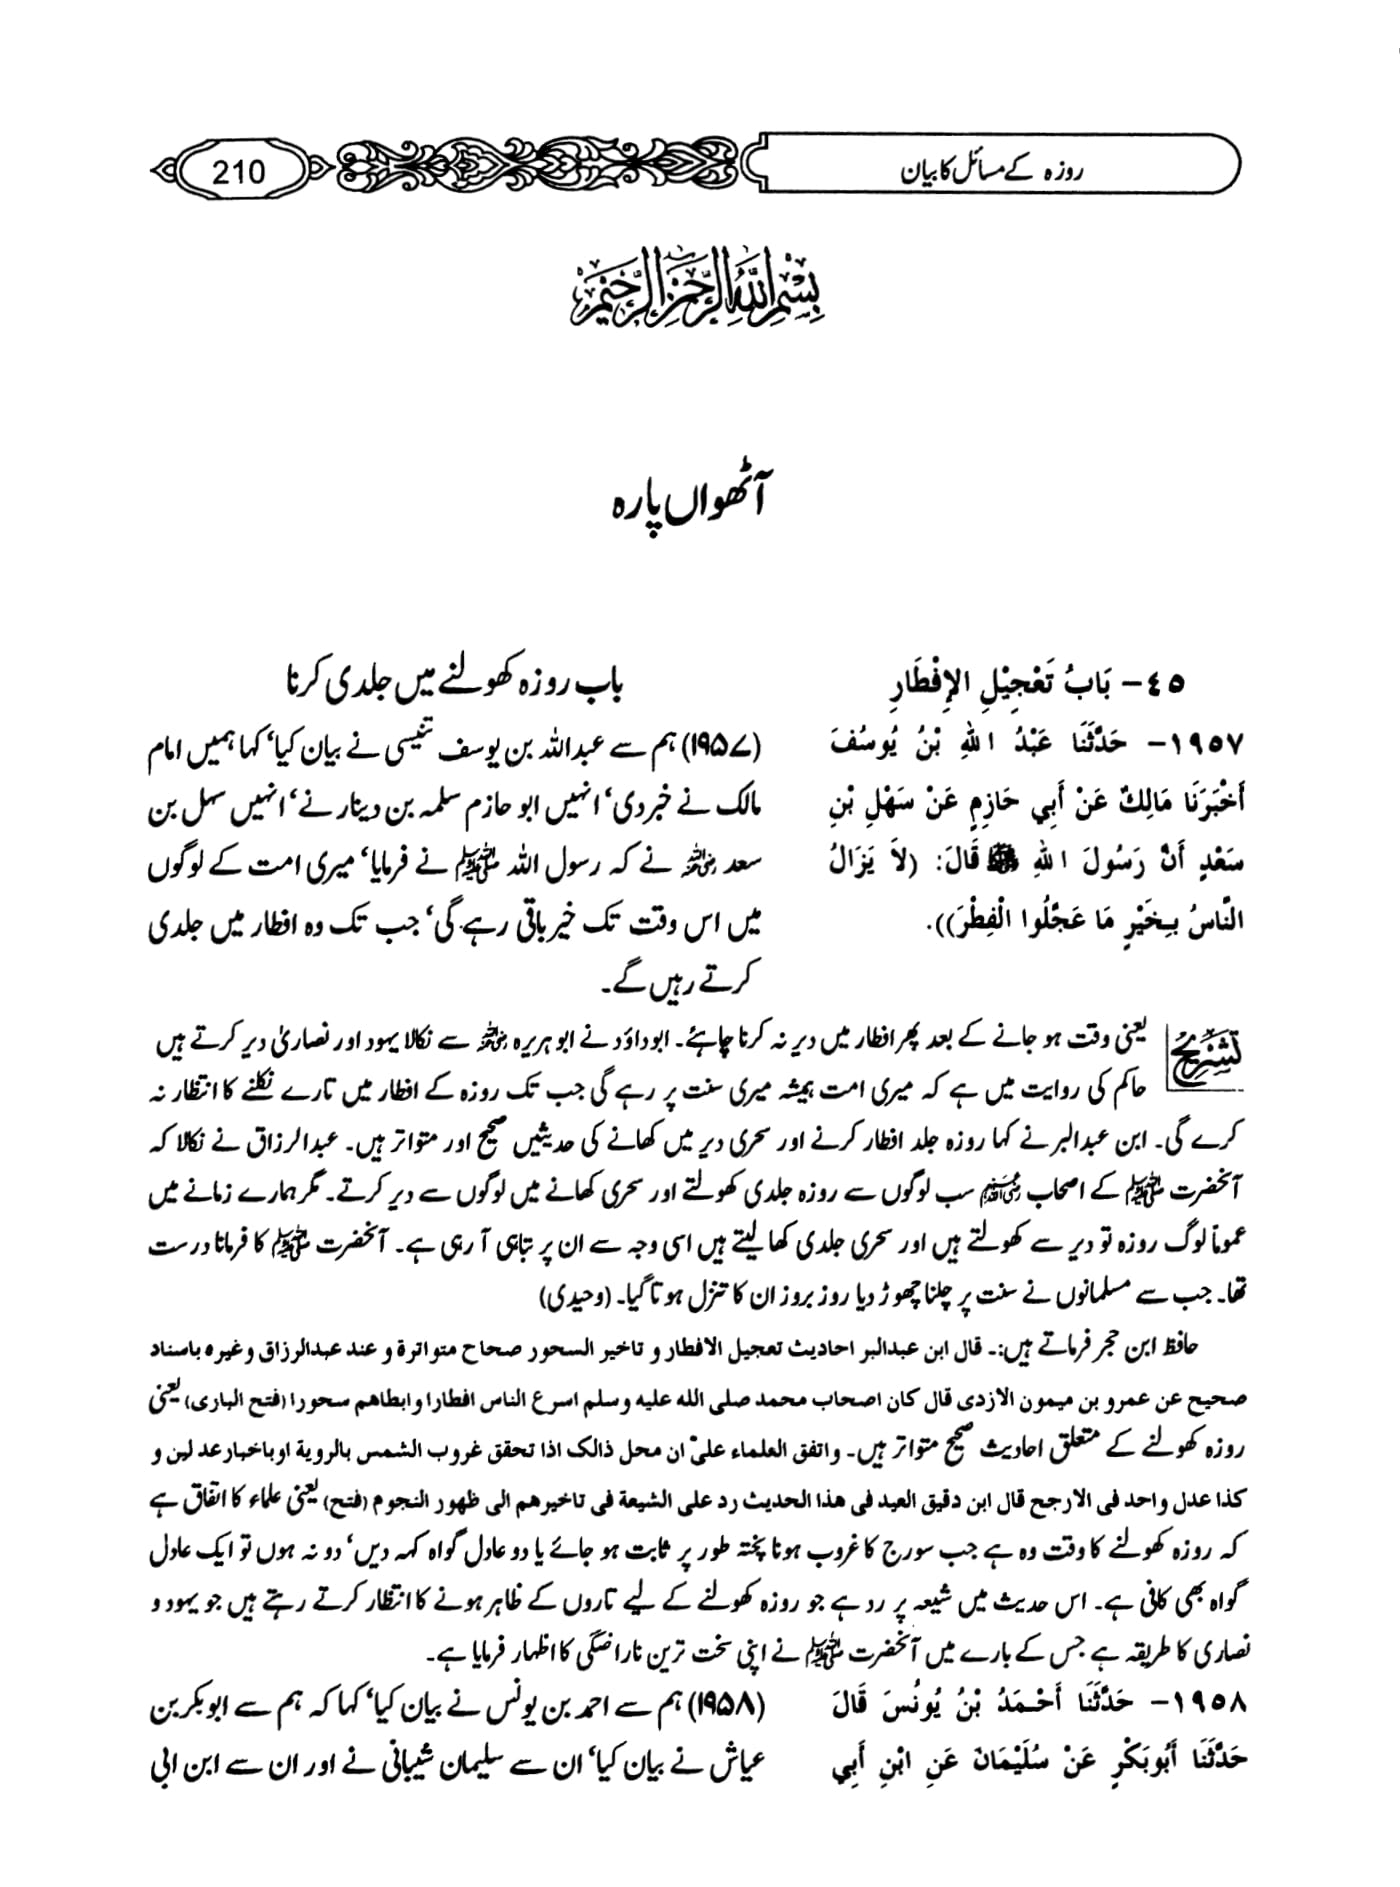 روزہ کے مسائل کا بیان
210
بِسْمِ اللهِ الرَّحْمٰنِ الرَّحِيْمِ
آٹھواں پارہ
٤٥- بَابُ تَعْجِيْلِ الإِفْطَارِ
١٩٥٧- حَدَّثَنَا عَبْدُ اللهِ بْنُ يُوسُفَ
أَخْبَرَنَا مَالِكٌ عَنْ أَبِي حَازِمٍ عَنْ سَهْلِ بْنِ
سَعْدٍ أَنَّ رَسُولَ اللهِ ﷺ قَالَ: (لاَ يَزَالُ
النَّاسُ بِخَيْرٍ مَا عَجَّلُوا الْفِطْرَ)).
باب روزہ کھولنے میں جلدی کرنا
(۱۹۵۷) ہم سے عبداللہ بن یوسف تنیسی نے بیان کیا‘ کہا ہمیں امام
مالک نے خبر دی‘ انہیں ابو حازم سلمہ بن دینار نے‘ انہیں سہل بن
سعد رضی اللہ عنہ نے کہ رسول اللہ ﷺ نے فرمایا‘ میری امت کے لوگوں
میں اس وقت تک خیر باقی رہے گی‘ جب تک وہ افطار میں جلدی
کرتے رہیں گے۔
تشریح
یعنی وقت ہو جانے کے بعد پھر افطار میں دیر نہ کرنا چاہئے۔ ابوداؤد نے ابو ہریرہ رضی اللہ عنہ سے نکالا یہود اور نصاریٰ دیر کرتے ہیں
حاکم کی روایت میں ہے کہ میری امت ہمیشہ میری سنت پر رہے گی جب تک روزہ کے افطار میں تارے نکلنے کا انتظار نہ
کرے گی۔ ابن عبدالبر نے کہا روزہ جلد افطار کرنے اور سحری دیر میں کھانے کی حدیثیں صحیح اور متواتر ہیں۔ عبدالرزاق نے نکالا کہ
آنحضرت ﷺ کے اصحاب رضی اللہ عنہم سب لوگوں سے روزہ جلدی کھولتے اور سحری کھانے میں لوگوں سے دیر کرتے۔ مگر ہمارے زمانے میں
عموماً لوگ روزہ تو دیر سے کھولتے ہیں اور سحری جلدی کھا لیتے ہیں اسی وجہ سے ان پر تباہی آ رہی ہے۔ آنحضرت ﷺ کا فرمانا درست
تھا۔ جب سے مسلمانوں نے سنت پر چلنا چھوڑ دیا روز بروز ان کا تنزل ہوتا گیا۔ (وحیدی)
حافظ ابن حجر فرماتے ہیں:۔ قال ابن عبدالبر احادیث تعجیل الافطار و تاخیر السحور صحاح متواترة و عند عبدالرزاق وغیرہ باسناد
صحیح عن عمرو بن میمون الازدی قال کان اصحاب محمد صلی اللہ علیہ وسلم اسرع الناس افطارا وابطاهم سحورا (فتح الباری) یعنی
روزہ کھولنے کے متعلق احادیث صحیح متواتر ہیں۔ واتفق العلماء علیٰ ان محل ذالک اذا تحقق غروب الشمس بالرویة اوباخبار عدلین و
کذا عدل واحد فی الارجح قال ابن دقیق العید فی هذا الحدیث رد علی الشیعة فی تاخیرهم الی ظهور النجوم (فتح) یعنی علماء کا اتفاق ہے
کہ روزہ کھولنے کا وقت وہ ہے جب سورج کا غروب ہونا پختہ طور پر ثابت ہو جائے یا دو عادل گواہ کہہ دیں‘ دو نہ ہوں تو ایک عادل
گواہ بھی کافی ہے۔ اس حدیث میں شیعہ پر رد ہے جو روزہ کھولنے کے لیے تاروں کے ظاہر ہونے کا انتظار کرتے رہتے ہیں جو یہود و
نصاری کا طریقہ ہے جس کے بارے میں آنحضرت ﷺ نے اپنی سخت ترین ناراضگی کا اظہار فرمایا ہے۔
١٩٥٨- حَدَّثَنَا أَحْمَدُ بْنُ يُونُسَ قَالَ
حَدَّثَنَا أَبُوبَكْرٍ عَنْ سُلَيْمَانَ عَنِ ابْنِ أَبِي
(۱۹۵۸) ہم سے احمد بن یونس نے بیان کیا‘ کہا کہ ہم سے ابوبکر بن
عیاش نے بیان کیا‘ ان سے سلیمان شیبانی نے اور ان سے ابن ابی